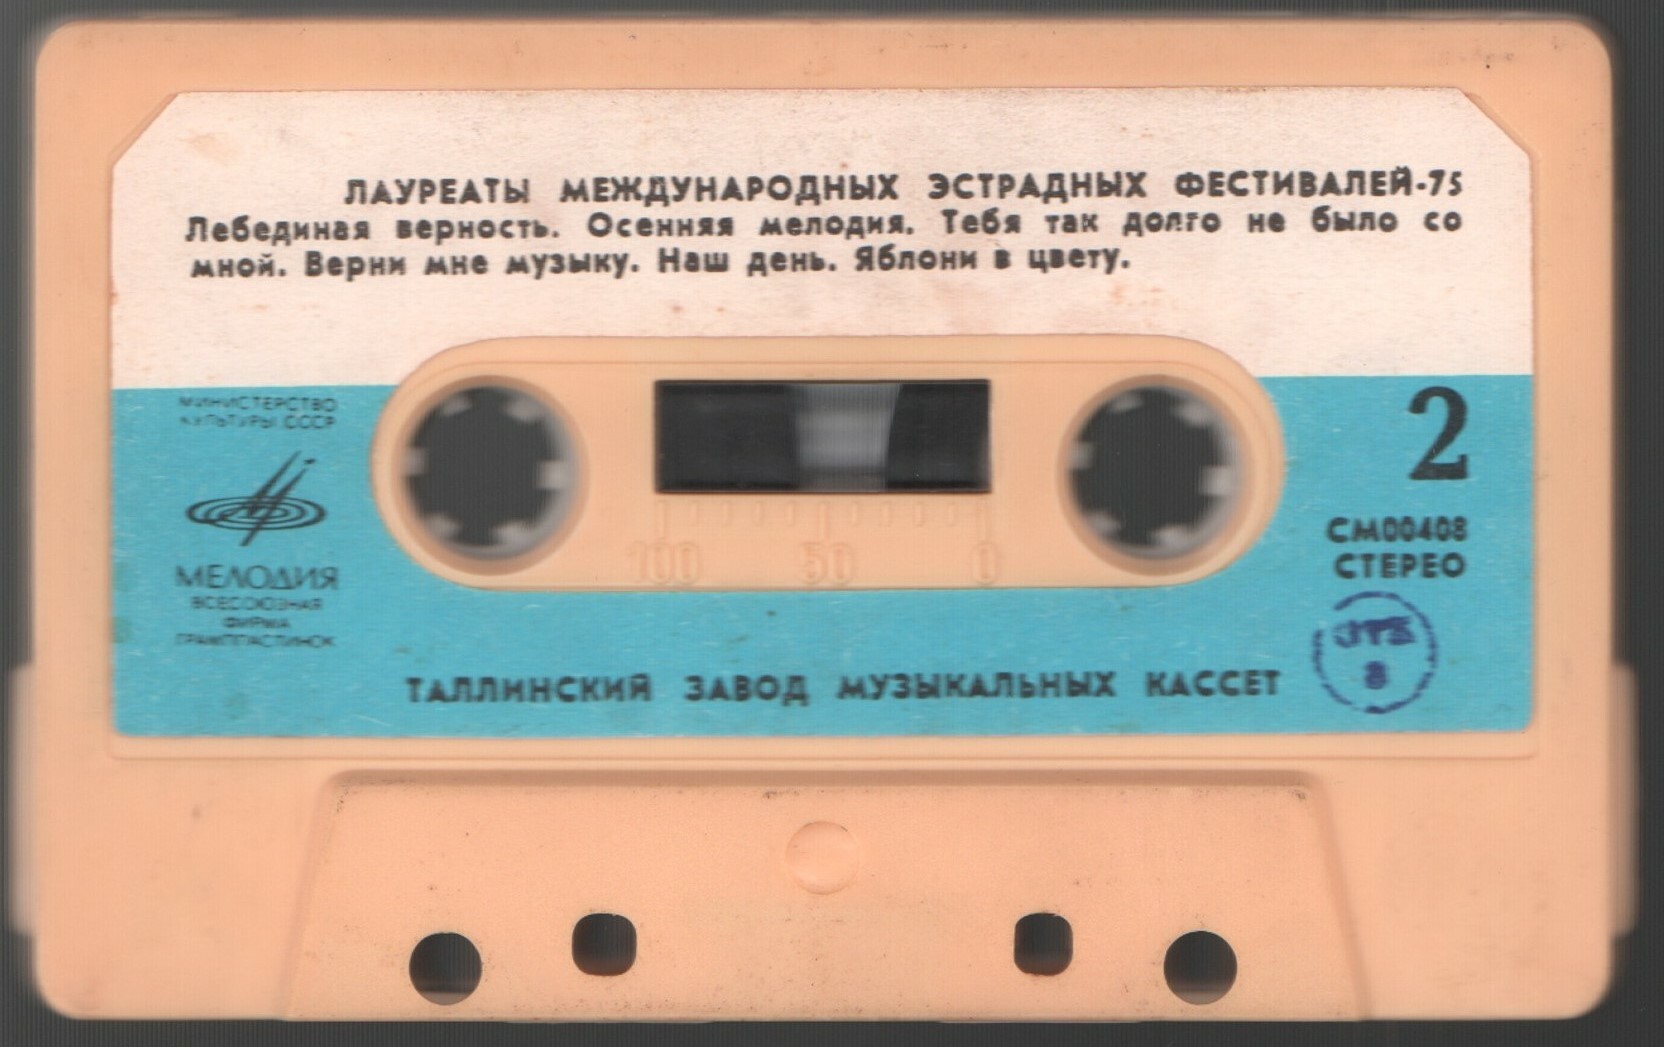 ЛАУРЕАТЫ МЕЖДУНАРОДНЫХ ЭСТРАДНЫХ ФЕСТИВАЛЕЙ-75
Лебединая верность. Осенняя мелодия. Тебя так долго не было со
мной. Верни мне музыку. Наш день. Яблони в цвету.
МИНИСТЕРСТВО
КУЛЬТУРЫ СССР
МЕЛОДИЯ
ВСЕСОЮЗНАЯ
ФИРМА
ГРАМПЛАСТИНОК
100 50 0
2
СМ00408
СТЕРЕО
8
ТАЛЛИНСКИЙ ЗАВОД МУЗЫКАЛЬНЫХ КАССЕТ